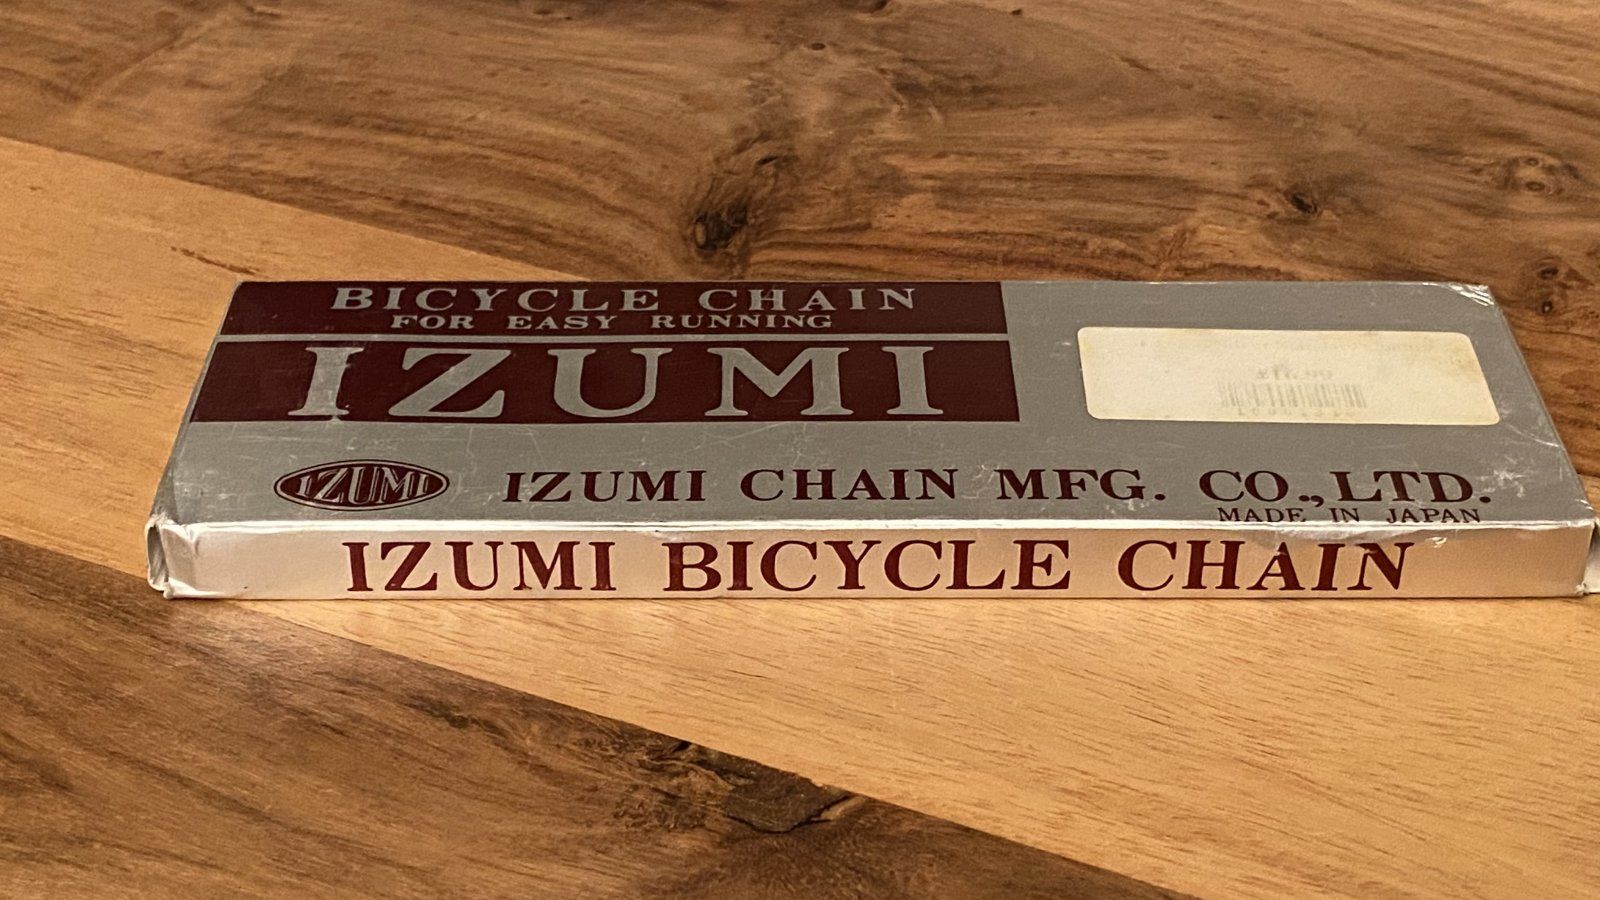 BICYCLE CHAIN
FOR EASY RUNNING
IZUMI
IZUMI
IZUMI CHAIN MFG. CO.,LTD.
MADE IN JAPAN
IZUMI BICYCLE CHAIN